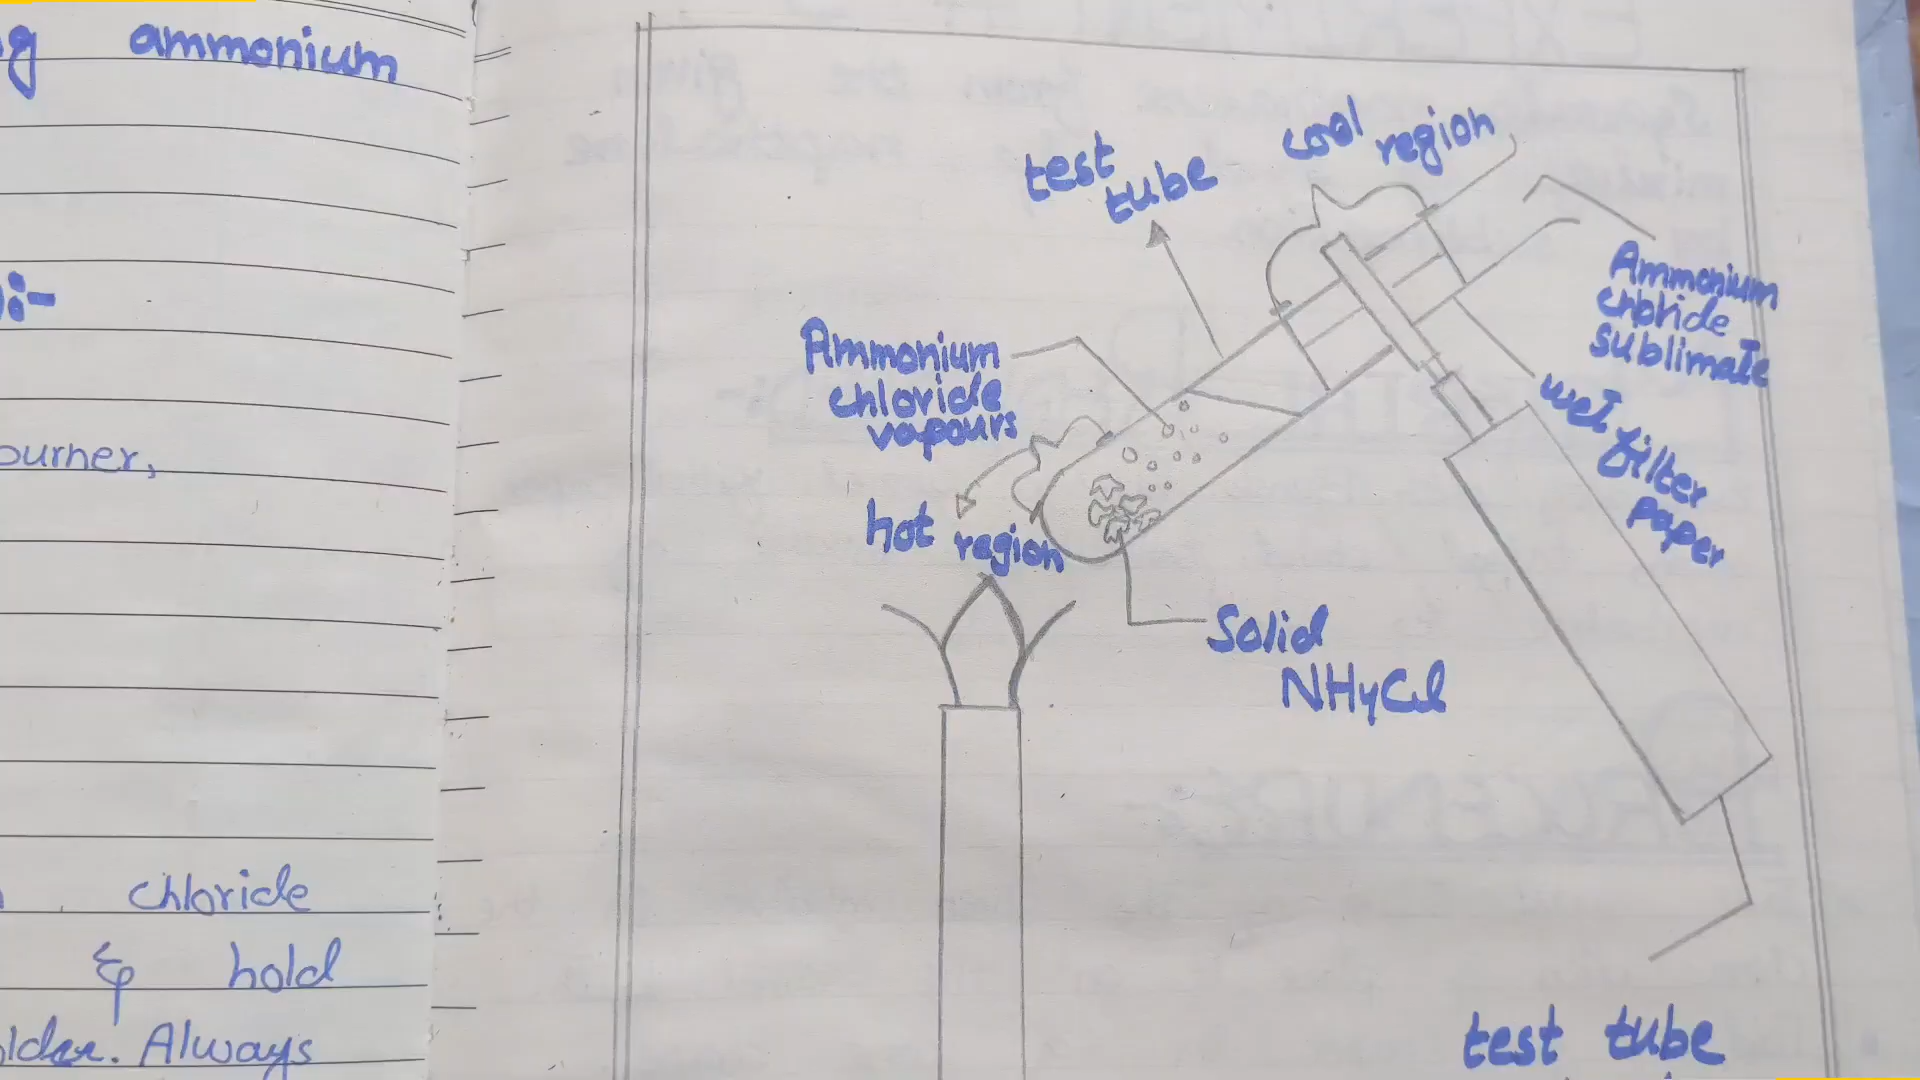 ammonium
:-
burner,
chloride
& hold
Always
cool
region
test
tube
Ammonium
chloride
sublimate
Ammonium
chloride
vapours
wet filter
paper
hot region
Solid
NH4Cl
test tube